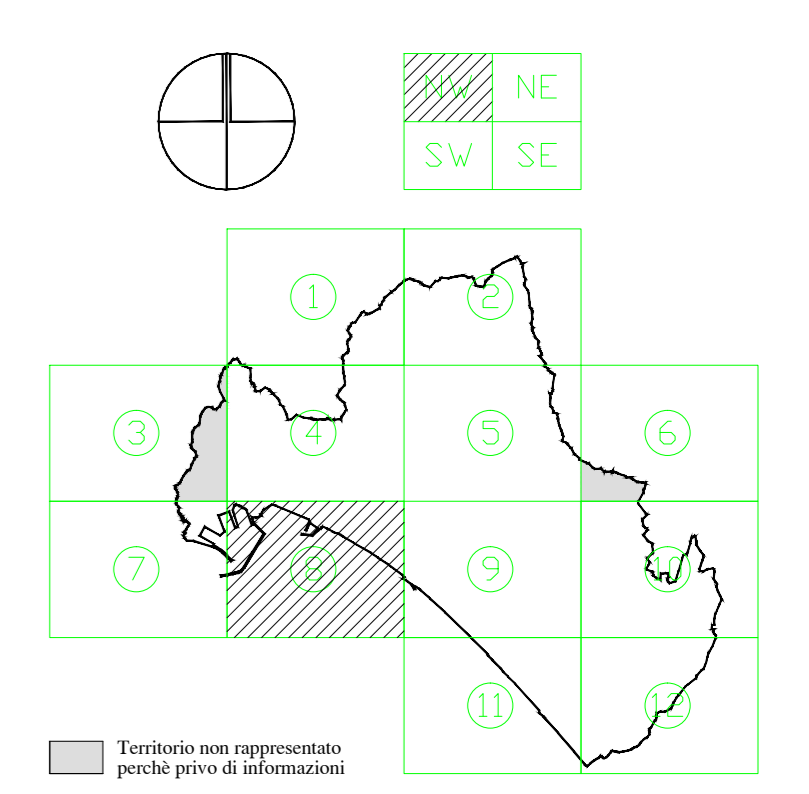 NW NE
SW SE
1 2
3 4 5 6
7 8 9 10
11 12
Territorio non rappresentato
perchè privo di informazioni